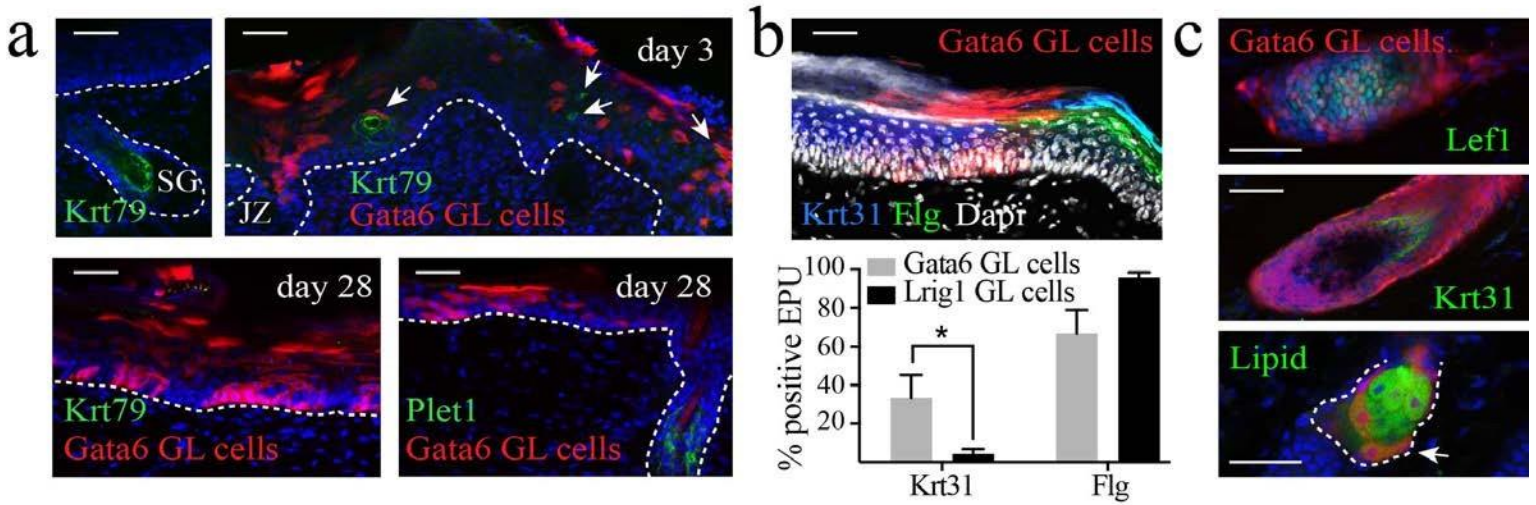 a
Krt79
SG
day 3
JZ
Krt79
Gata6 GL cells
day 28
Krt79
Gata6 GL cells
day 28
Plet1
Gata6 GL cells
b
Gata6 GL cells
Krt31 Flg Dapi
100
80
60
40
20
% positive EPU
Gata6 GL cells
Lrig1 GL cells
*
Krt31
Flg
c
Gata6 GL cells
Lef1
Krt31
Lipid